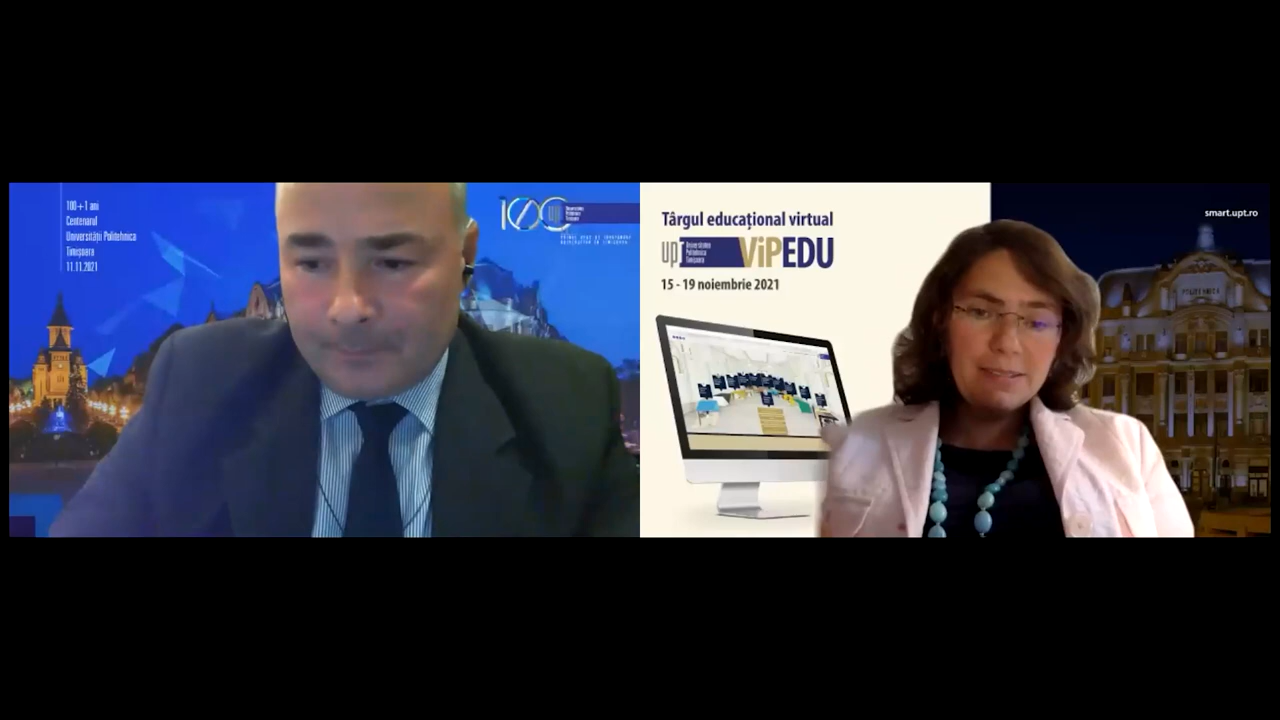 100+1 ani
Centenarul
Universității Politehnica
Timișoara
11.11.2021
100
upt
Universitatea
Politehnica
Timișoara
Târgul educațional virtual
upt
Universitatea
Politehnica
Timișoara
ViPEDU
15 - 19 noiembrie 2021
smart.upt.ro